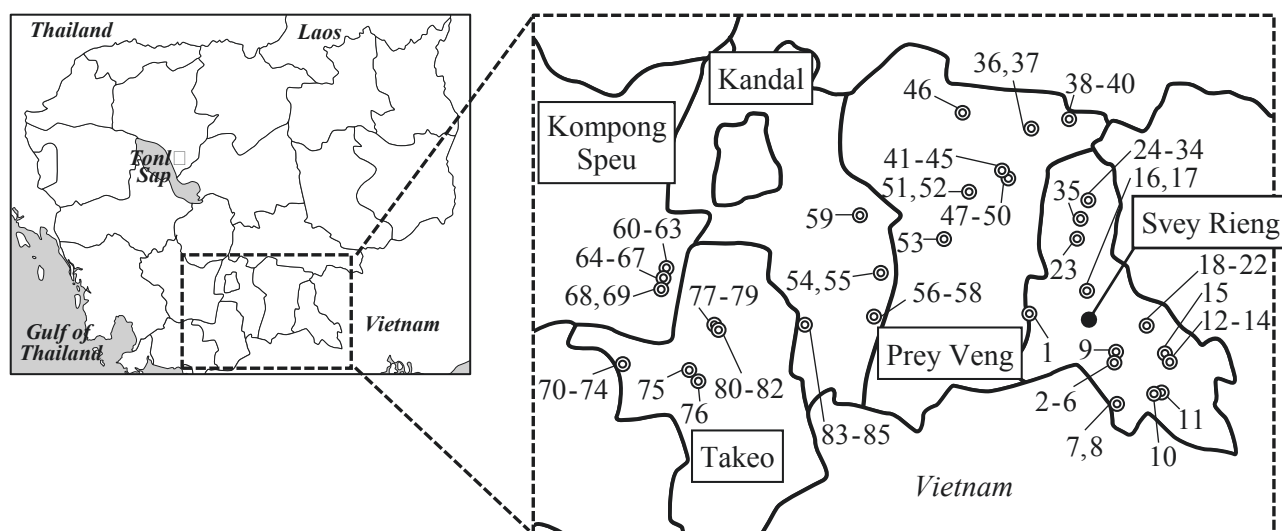 Thailand
Laos
Tonl□
Sap
Gulf of
Thailand
Vietnam
Kandal
Kompong
Speu
Svey Rieng
Prey Veng
Takeo
Vietnam
36,37
46
38-40
41-45
24-34
16,17
51,52
35
47-50
59
60-63
53
64-67
23
18-22
54,55
68,69
15
77-79
56-58
12-14
1
9
70-74
75
80-82
2-6
76
11
83-85
7,8
10